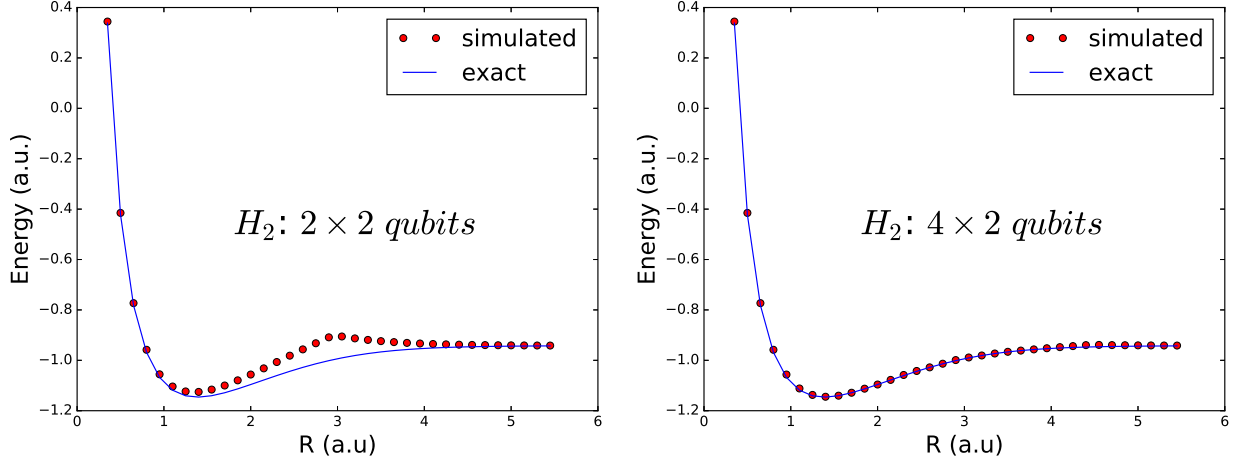 0.4
0.2
0.0
−0.2
−0.4
−0.6
−0.8
−1.0
−1.2
Energy (a.u.)
simulated
exact
H₂: 2 × 2 qubits
0 1 2 3 4 5 6
R (a.u)
0.4
0.2
0.0
−0.2
−0.4
−0.6
−0.8
−1.0
−1.2
Energy (a.u.)
simulated
exact
H₂: 4 × 2 qubits
0 1 2 3 4 5 6
R (a.u)